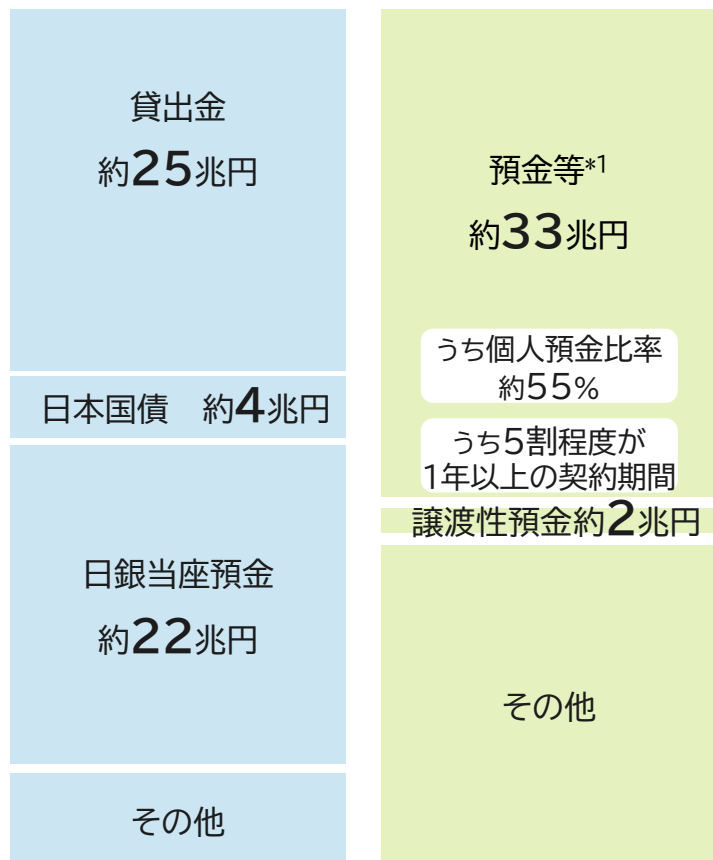 貸出金
約25兆円
日本国債　約4兆円
日銀当座預金
約22兆円
その他
預金等*1
約33兆円
うち個人預金比率
約55%
うち5割程度が
1年以上の契約期間
譲渡性預金約2兆円
その他